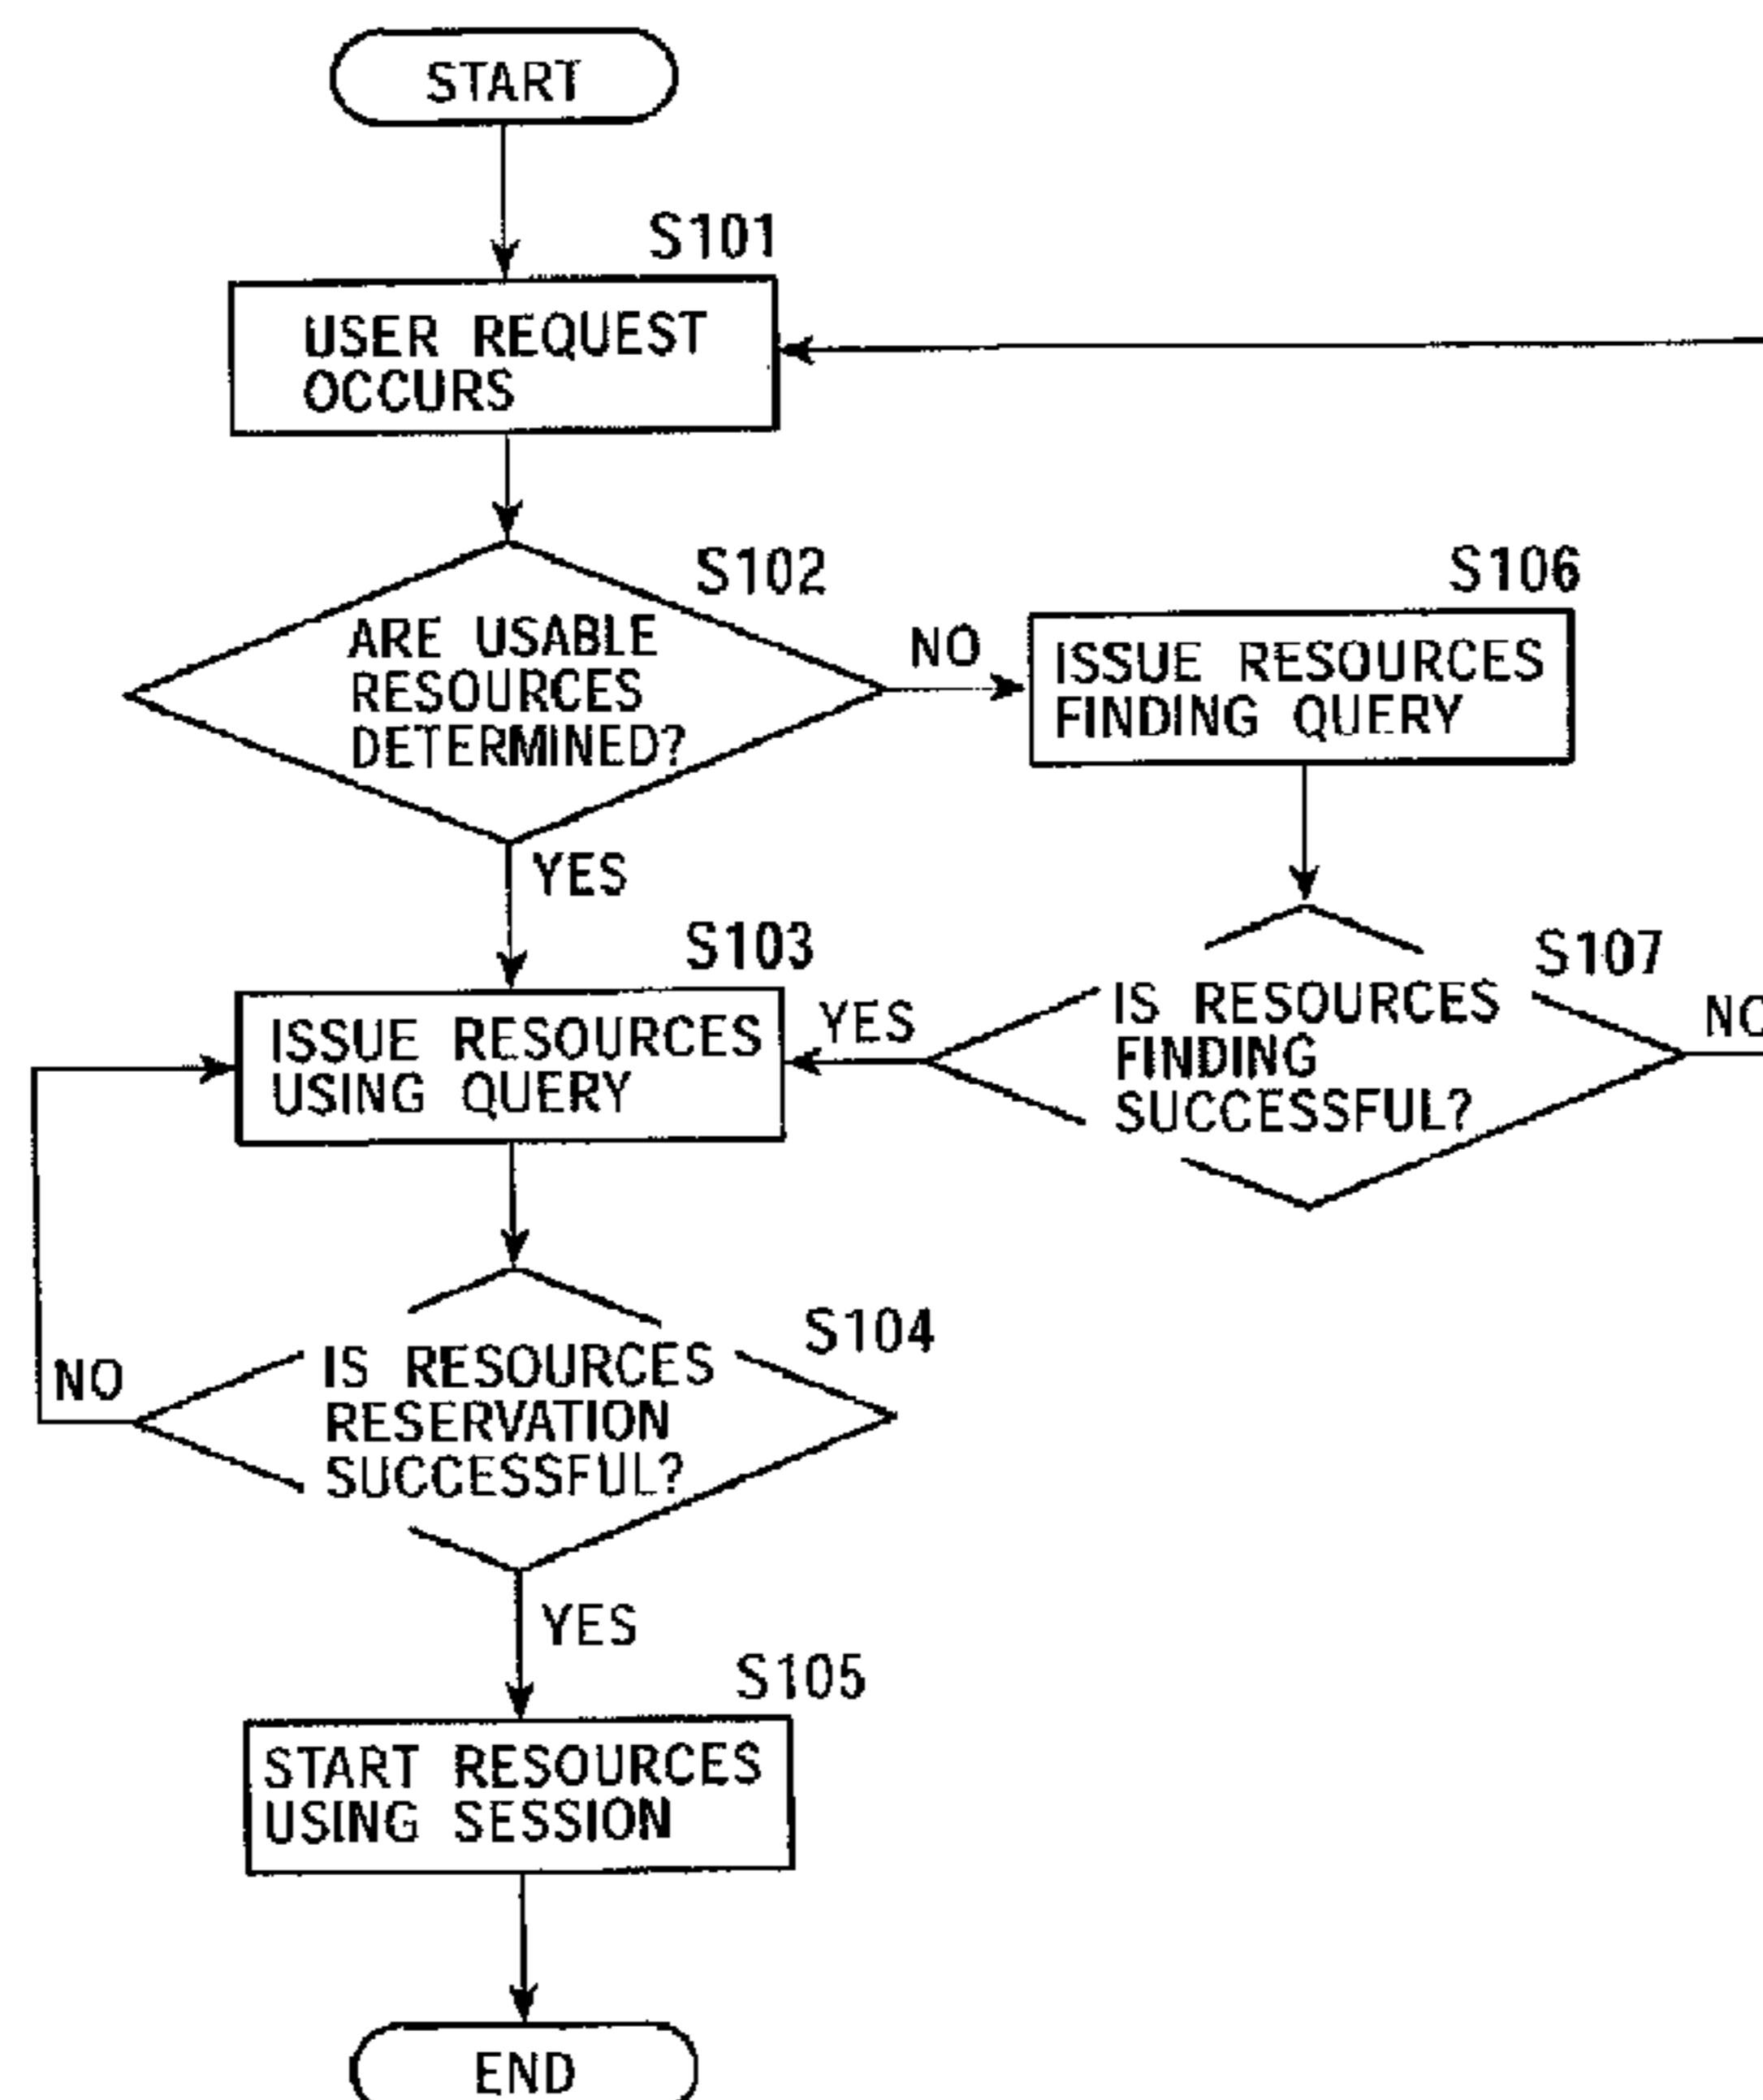 START
S101
USER REQUEST
OCCURS
S102
ARE USABLE
RESOURCES
DETERMINED?
NO
S106
ISSUE RESOURCES
FINDING QUERY
YES
S103
ISSUE RESOURCES
USING QUERY
YES
S107
IS RESOURCES
FINDING
SUCCESSFUL?
S104
IS RESOURCES
RESERVATION
SUCCESSFUL?
NO
YES
S105
START RESOURCES
USING SESSION
END